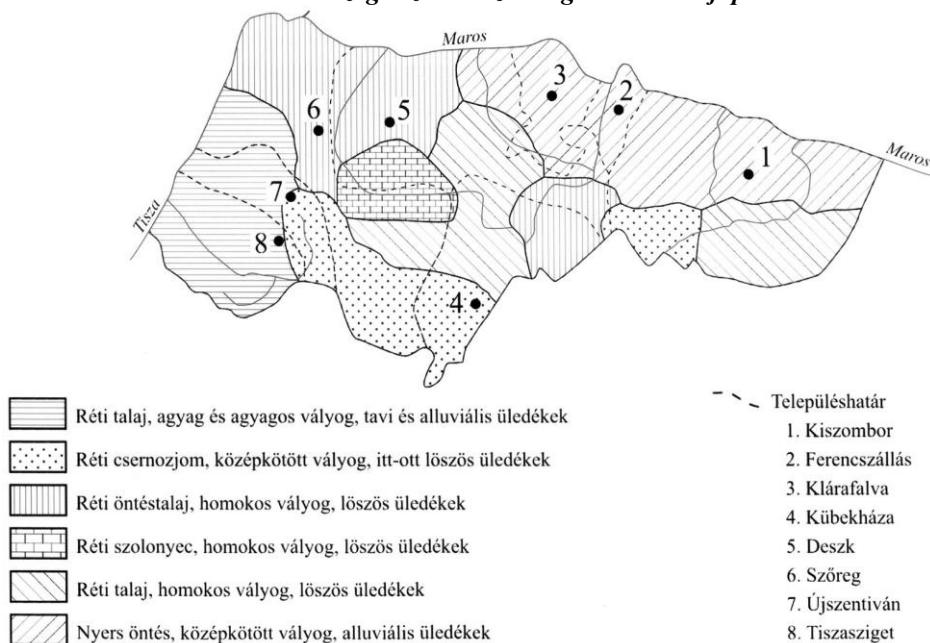 Maros
3
2
6
5
Maros
1
7
Tisza
8
4
Réti talaj, agyag és agyagos vályog, tavi és alluviális üledékek
Réti csernozjom, középkötött vályog, itt-ott löszös üledékek
Réti öntéstalaj, homokos vályog, löszös üledékek
Réti szolonyec, homokos vályog, löszös üledékek
Réti talaj, homokos vályog, löszös üledékek
Nyers öntés, középkötött vályog, alluviális üledékek
Településhatár
1. Kiszombor
2. Ferencszállás
3. Klárafalva
4. Kübekháza
5. Deszk
6. Szőreg
7. Újszentiván
8. Tiszasziget